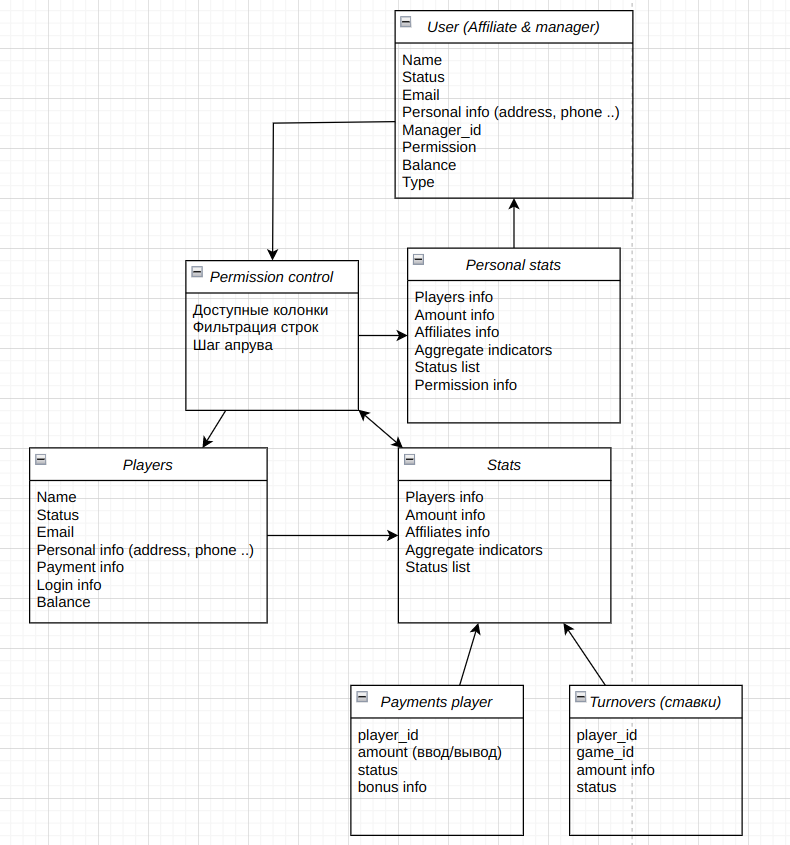 User (Affiliate & manager)
Name
Status
Email
Personal info (address, phone ..)
Manager_id
Permission
Balance
Type
Permission control
Доступные колонки
Фильтрация строк
Шаг апрува
Personal stats
Players info
Amount info
Affiliates info
Aggregate indicators
Status list
Permission info
Players
Name
Status
Email
Personal info (address, phone ..)
Payment info
Login info
Balance
Stats
Players info
Amount info
Affiliates info
Aggregate indicators
Status list
Payments player
player_id
amount (ввод/вывод)
status
bonus info
Turnovers (ставки)
player_id
game_id
amount info
status